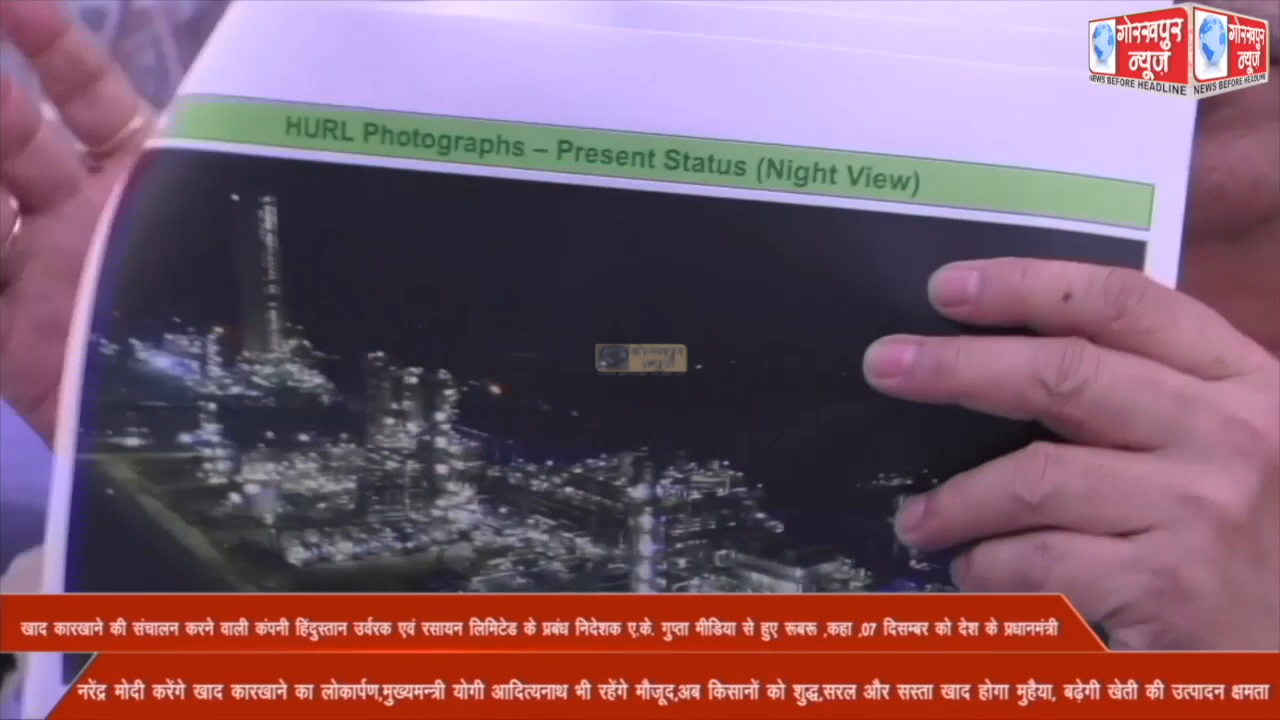 गोरखपुर
न्यूज़
NEWS BEFORE HEADLINE
गोरखपुर
न्यूज़
NEWS BEFORE HEADLINE
HURL Photographs – Present Status (Night View)
गोरखपुर
न्यूज़
खाद कारखाने की संचालन करने वाली कंपनी हिंदुस्तान उर्वरक एवं रसायन लिमिटेड के प्रबंध निदेशक ए.के. गुप्ता मीडिया से हुए रूबरू ,कहा ,07 दिसम्बर को देश के प्रधानमंत्री
नरेंद्र मोदी करेंगे खाद कारखाने का लोकार्पण,मुख्यमन्त्री योगी आदित्यनाथ भी रहेंगे मौजूद,अब किसानों को शुद्ध,सरल और सस्ता खाद होगा मुहैया, बढ़ेगी खेती की उत्पादन क्षमता